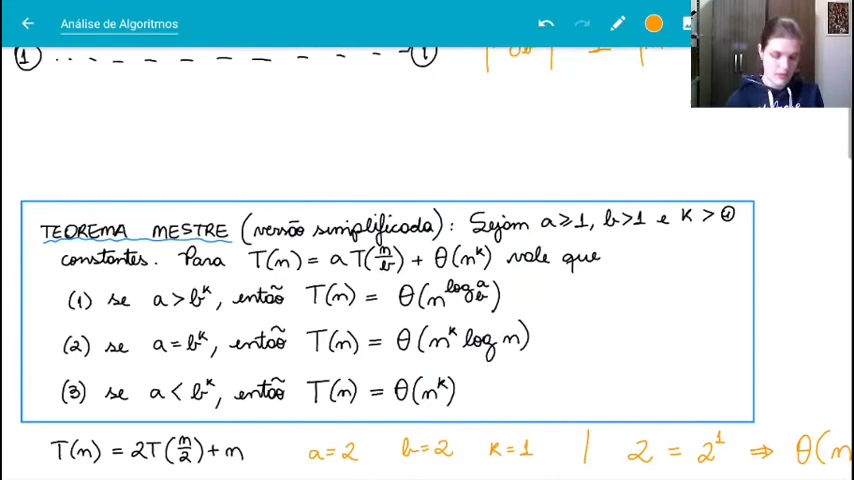 Análise de Algoritmos
1
TEOREMA MESTRE (versão simplificada): Sejam a≥1, b>1 e k>0
constantes. Para T(n) = aT(n/b) + θ(n^k) vale que
(1) se a > b^k, então T(n) = θ(n^(log_b a))
(2) se a = b^k, então T(n) = θ(n^k log n)
(3) se a < b^k, então T(n) = θ(n^k)
T(n) = 2T(n/2) + n a=2 b=2 k=1 | 2 = 2^1 ⇒ θ(n